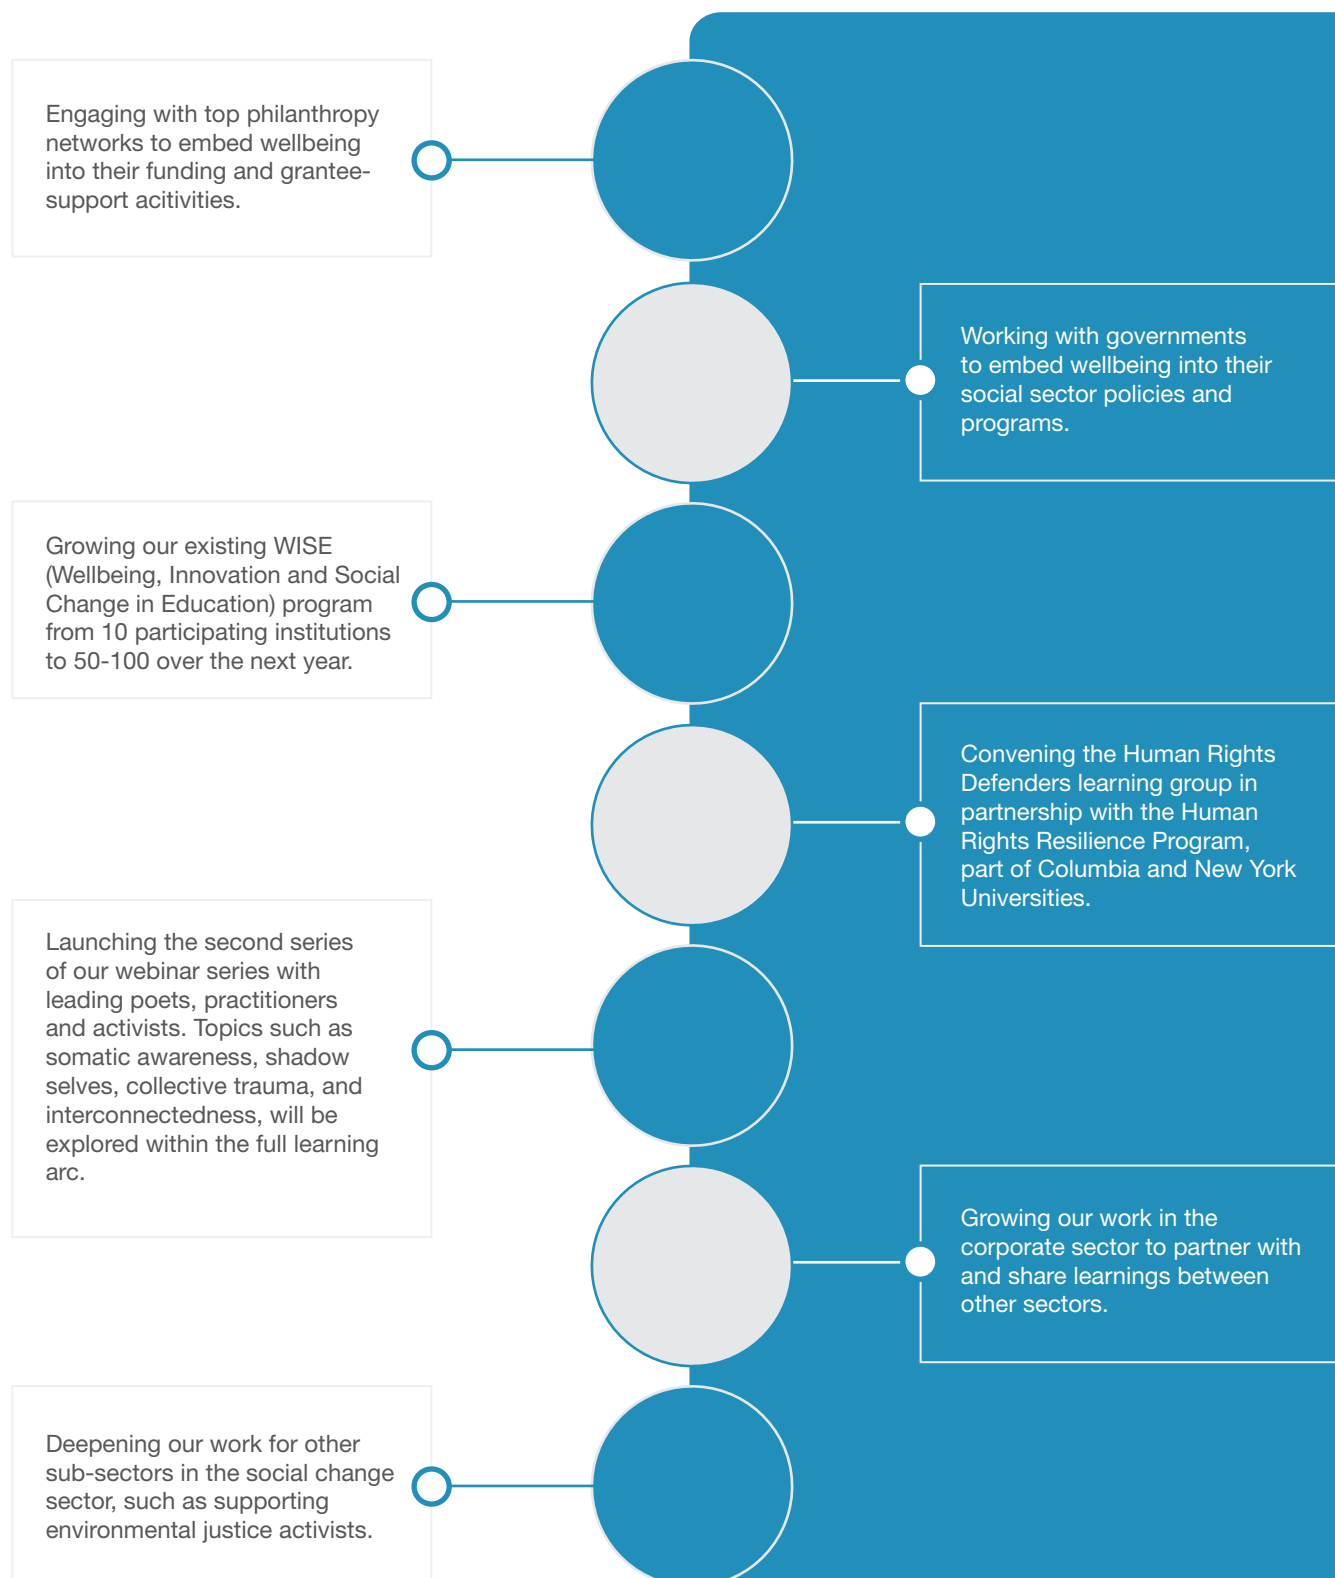 Engaging with top philanthropy
networks to embed wellbeing
into their funding and grantee-
support acitivities.
Working with governments
to embed wellbeing into their
social sector policies and
programs.
Growing our existing WISE
(Wellbeing, Innovation and Social
Change in Education) program
from 10 participating institutions
to 50-100 over the next year.
Convening the Human Rights
Defenders learning group in
partnership with the Human
Rights Resilience Program,
part of Columbia and New York
Universities.
Launching the second series
of our webinar series with
leading poets, practitioners
and activists. Topics such as
somatic awareness, shadow
selves, collective trauma, and
interconnectedness, will be
explored within the full learning
arc.
Growing our work in the
corporate sector to partner with
and share learnings between
other sectors.
Deepening our work for other
sub-sectors in the social change
sector, such as supporting
environmental justice activists.